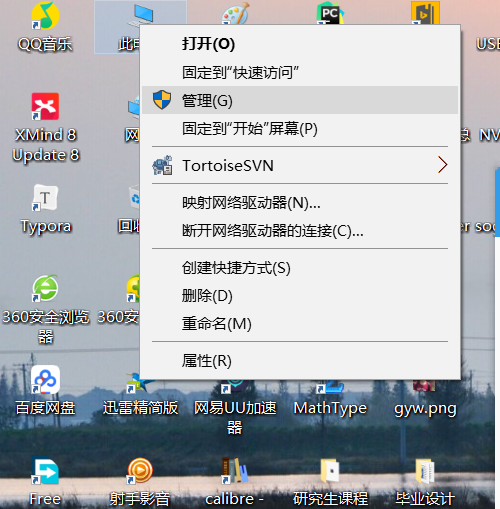 QQ音乐
此电
USE
打开(O)
固定到“快速访问”
管理(G)
固定到“开始”屏幕(P)
TortoiseSVN
映射网络驱动器(N)...
断开网络驱动器的连接(C)...
创建快捷方式(S)
删除(D)
重命名(M)
属性(R)
XMind 8
Update 8
网
总
NV
T
Typora
回收
er soc
360安全浏览
器
360安
百度网盘
迅雷精简版
网易UU加速
器
MathType
gyw.png
Free
射手影音
calibre -
研究生课程
毕业设计
PC